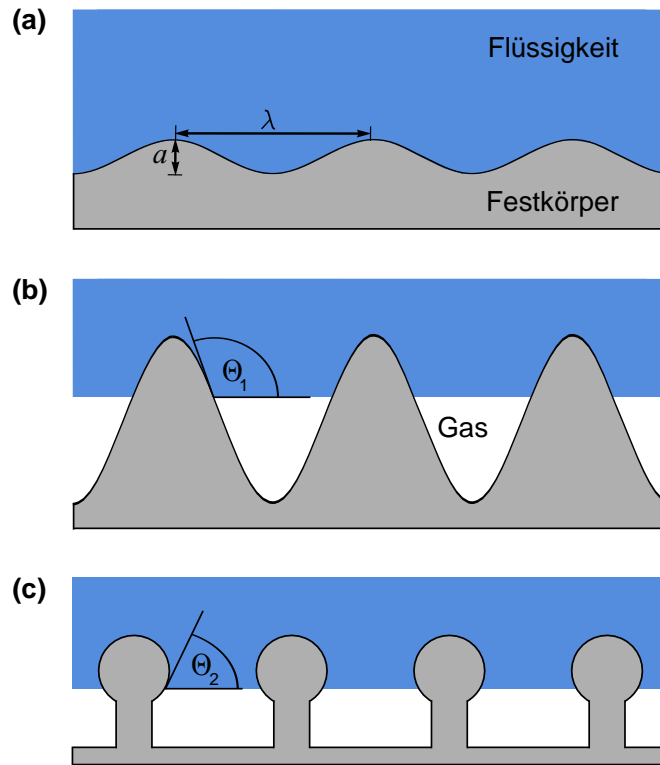 (a)
Flüssigkeit
λ
a
Festkörper
(b)
Θ1
Gas
(c)
Θ2